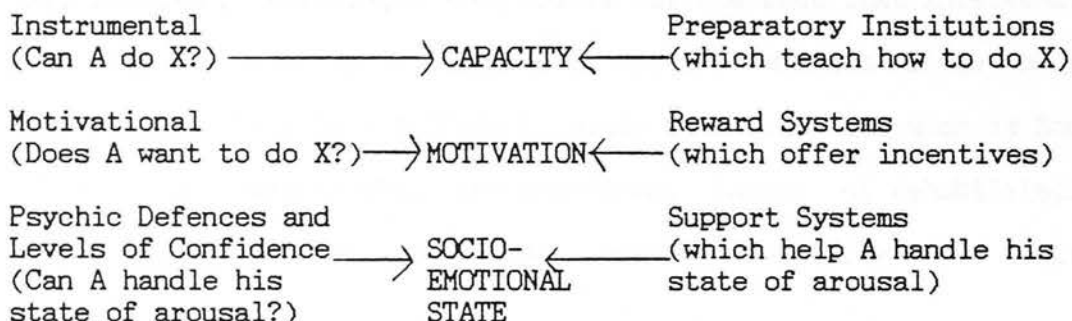 Instrumental Preparatory Institutions
(Can A do X?) CAPACITY (which teach how to do X)
Motivational Reward Systems
(Does A want to do X?) MOTIVATION (which offer incentives)
Psychic Defences and Support Systems
Levels of Confidence SOCIO- (which help A handle his
(Can A handle his EMOTIONAL state of arousal)
state of arousal?) STATE